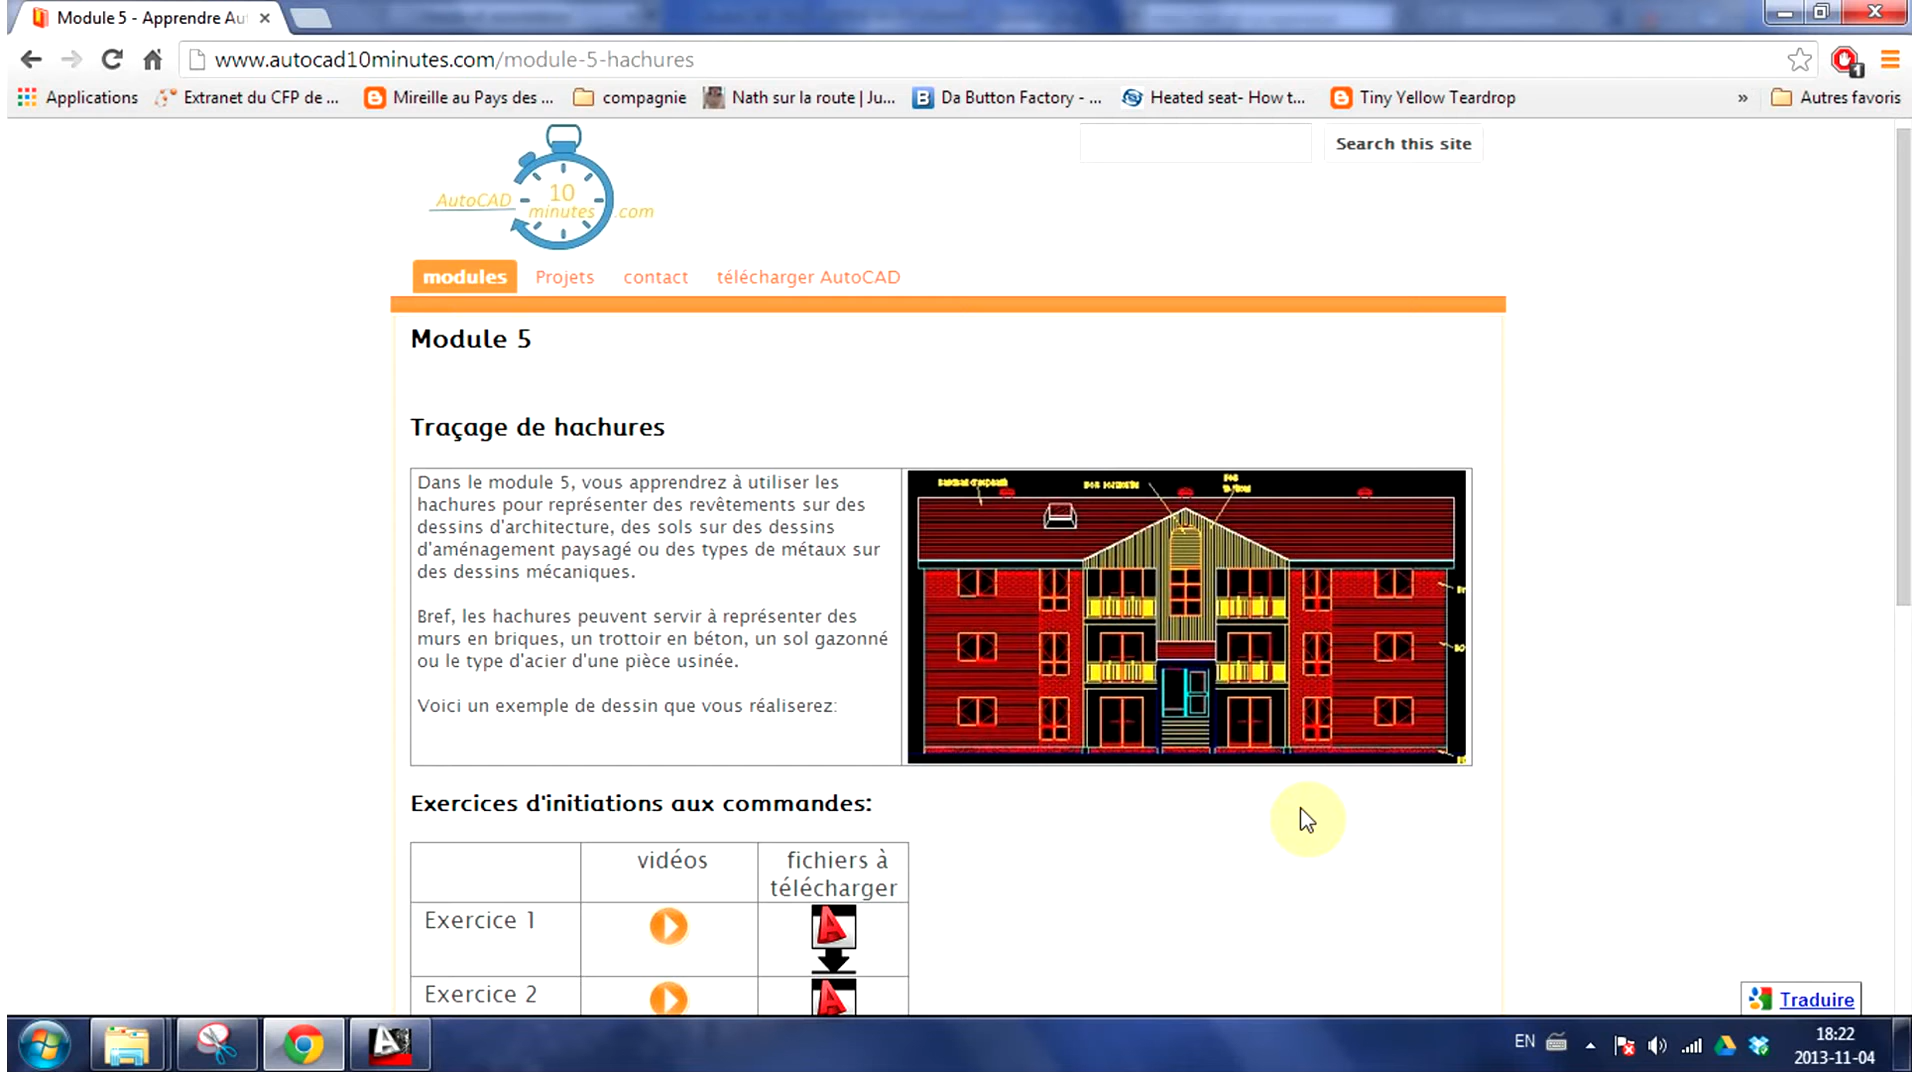 Module 5 - Apprendre Au
www.autocad10minutes.com/module-5-hachures
1
Applications
Extranet du CFP de ...
Mireille au Pays des ...
compagnie
Nath sur la route | Ju...
Da Button Factory - ...
Heated seat- How t...
Tiny Yellow Teardrop
»
Autres favoris
AutoCAD 10 minutes .com
Search this site
modules
Projets
contact
télécharger AutoCAD
Module 5
Traçage de hachures
Dans le module 5, vous apprendrez à utiliser les
hachures pour représenter des revêtements sur des
dessins d'architecture, des sols sur des dessins
d'aménagement paysagé ou des types de métaux sur
des dessins mécaniques.
Bref, les hachures peuvent servir à représenter des
murs en briques, un trottoir en béton, un sol gazonné
ou le type d'acier d'une pièce usinée.
Voici un exemple de dessin que vous réaliserez:
Exercices d'initiations aux commandes:
vidéos
fichiers à
télécharger
Exercice 1
Exercice 2
Traduire
EN
18:22
2013-11-04